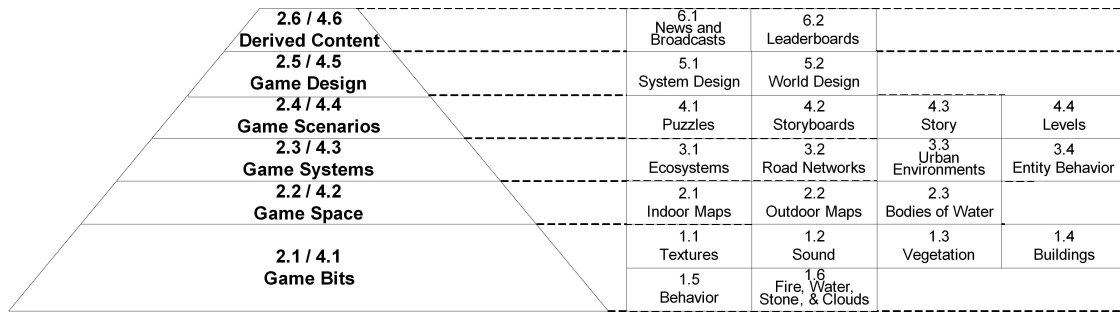 2.6 / 4.6
Derived Content
6.1
News and
Broadcasts
6.2
Leaderboards
2.5 / 4.5
Game Design
5.1
System Design
5.2
World Design
2.4 / 4.4
Game Scenarios
4.1
Puzzles
4.2
Storyboards
4.3
Story
4.4
Levels
2.3 / 4.3
Game Systems
3.1
Ecosystems
3.2
Road Networks
3.3
Urban
Environments
3.4
Entity Behavior
2.2 / 4.2
Game Space
2.1
Indoor Maps
2.2
Outdoor Maps
2.3
Bodies of Water
2.1 / 4.1
Game Bits
1.1
Textures
1.2
Sound
1.3
Vegetation
1.4
Buildings
1.5
Behavior
1.6
Fire, Water,
Stone, & Clouds